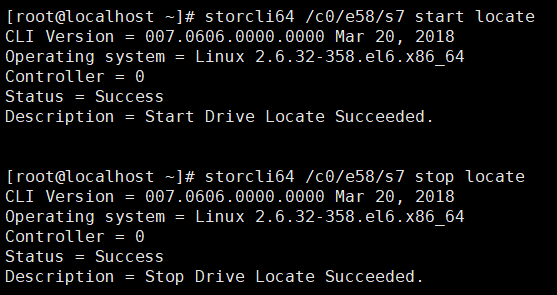 [root@localhost ~]# storcli64 /c0/e58/s7 start locate
CLI Version = 007.0606.0000.0000 Mar 20, 2018
Operating system = Linux 2.6.32-358.el6.x86_64
Controller = 0
Status = Success
Description = Start Drive Locate Succeeded.
[root@localhost ~]# storcli64 /c0/e58/s7 stop locate
CLI Version = 007.0606.0000.0000 Mar 20, 2018
Operating system = Linux 2.6.32-358.el6.x86_64
Controller = 0
Status = Success
Description = Stop Drive Locate Succeeded.